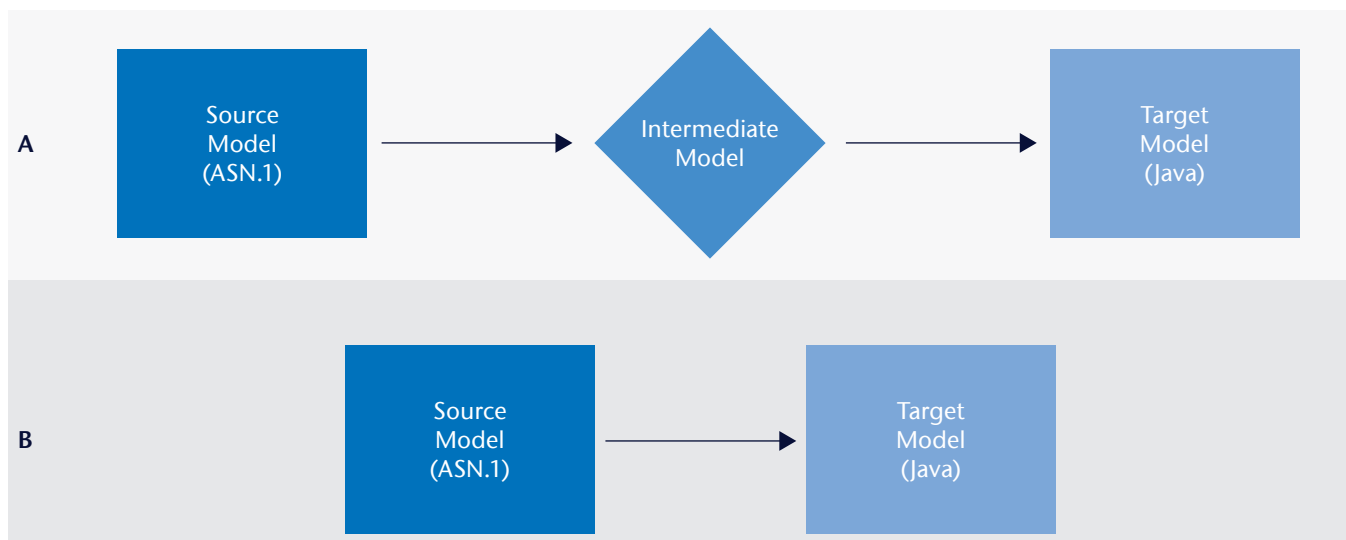 A
Source
Model
(ASN.1)
Intermediate
Model
Target
Model
(Java)
B
Source
Model
(ASN.1)
Target
Model
(Java)